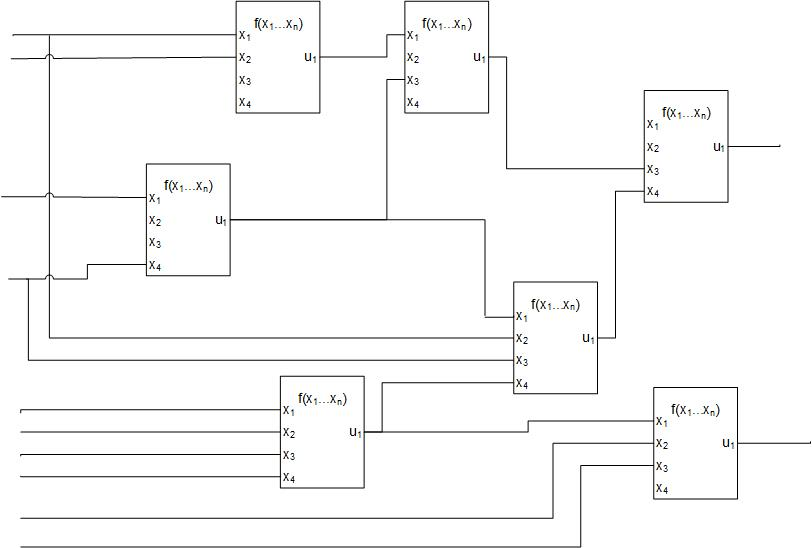 f(x₁...xₙ)
x₁
x₂
u₁
x₃
x₄
f(x₁...xₙ)
x₁
x₂
u₁
x₃
x₄
f(x₁...xₙ)
x₁
x₂
u₁
x₃
x₄
f(x₁...xₙ)
x₁
x₂
u₁
x₃
x₄
f(x₁...xₙ)
x₁
x₂
u₁
x₃
x₄
f(x₁...xₙ)
x₁
x₂
u₁
x₃
x₄
f(x₁...xₙ)
x₁
x₂
u₁
x₃
x₄